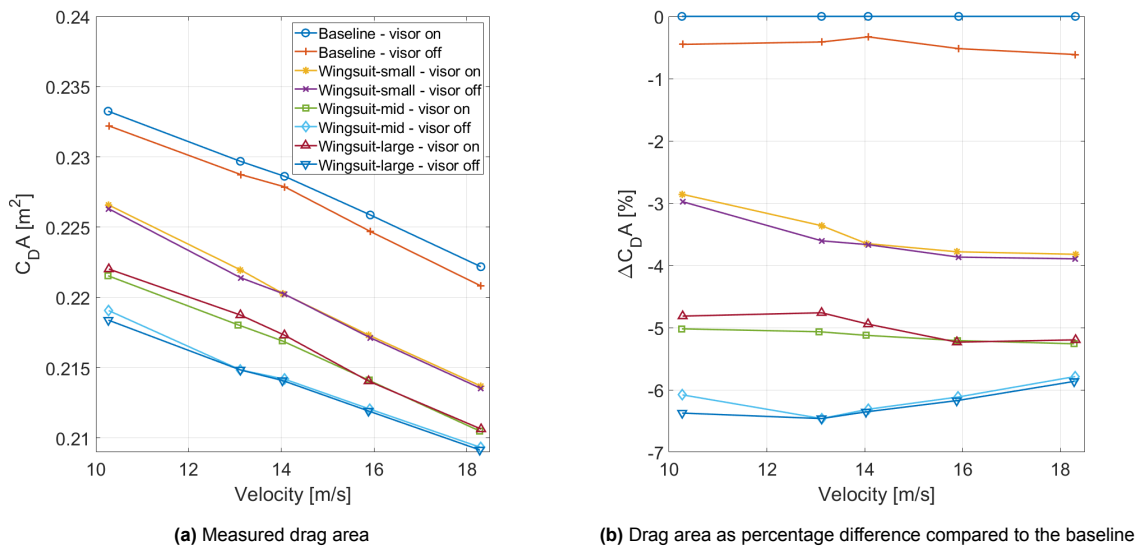 0.24
0.235
0.23
0.225
0.22
0.215
0.21
C_D A [m²]
10
12
14
16
18
Velocity [m/s]
Baseline - visor on
Baseline - visor off
Wingsuit-small - visor on
Wingsuit-small - visor off
Wingsuit-mid - visor on
Wingsuit-mid - visor off
Wingsuit-large - visor on
Wingsuit-large - visor off
(a) Measured drag area
0
-1
-2
-3
-4
-5
-6
-7
ΔC_D A [%]
10
12
14
16
18
Velocity [m/s]
(b) Drag area as percentage difference compared to the baseline